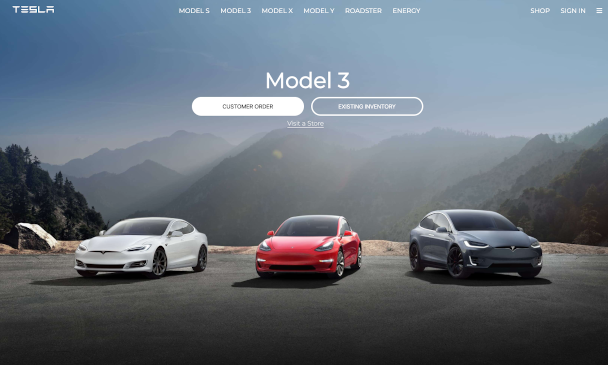 TESLA MODEL S MODEL 3 MODEL X MODEL Y ROADSTER ENERGY SHOP SIGN IN
Model 3
CUSTOMER ORDER EXISTING INVENTORY
Visit a Store